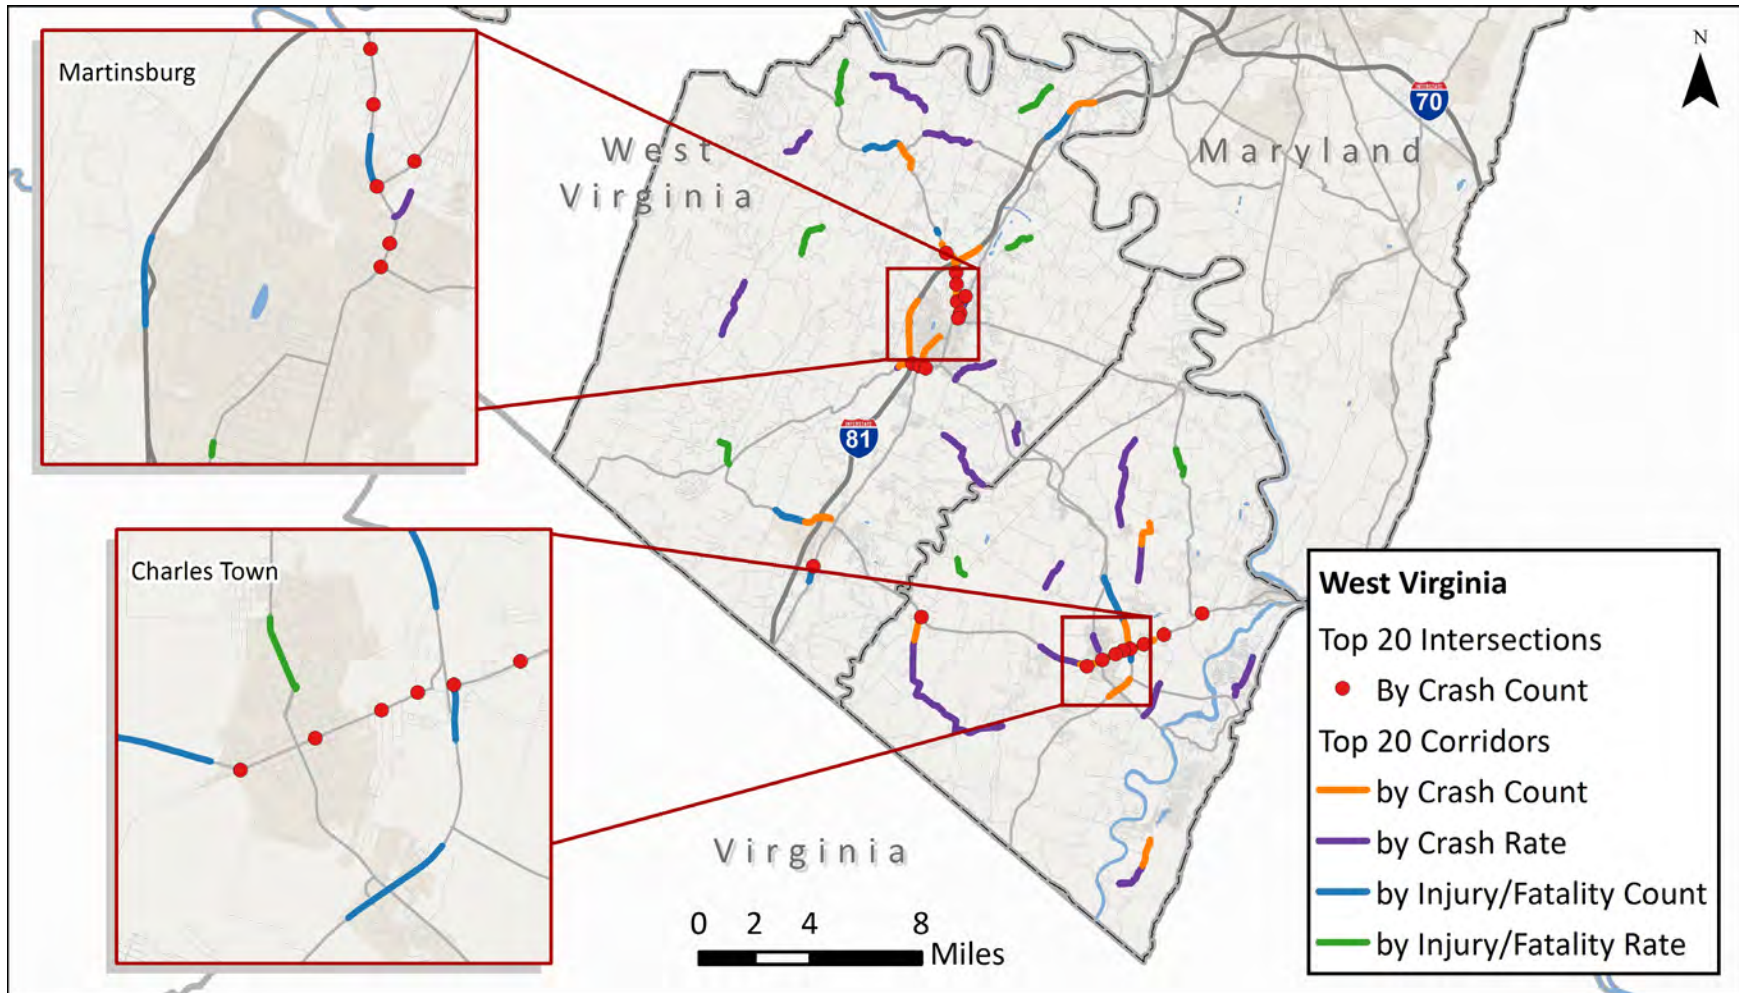 Martinsburg
N
INTERSTATE
70
West
Virginia
Maryland
INTERSTATE
81
Charles Town
Virginia
0 2 4 8
Miles
West Virginia
Top 20 Intersections
By Crash Count
Top 20 Corridors
by Crash Count
by Crash Rate
by Injury/Fatality Count
by Injury/Fatality Rate